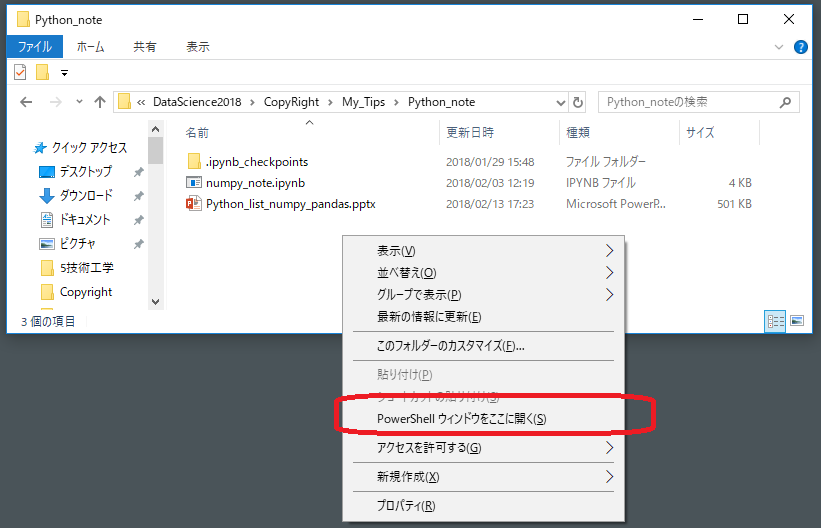 Python_note
ファイル ホーム 共有 表示
« DataScience2018 > CopyRight > My_Tips > Python_note Python_noteの検索
名前 更新日時 種類 サイズ
クイック アクセス
デスクトップ
ダウンロード
ドキュメント
ピクチャ
5技術工学
Copyright
.ipynb_checkpoints 2018/01/29 15:48 ファイル フォルダー
numpy_note.ipynb 2018/02/03 12:19 IPYNB ファイル 4 KB
Python_list_numpy_pandas.pptx 2018/02/13 17:23 Microsoft PowerP... 501 KB
3 個の項目
表示(V)
並べ替え(O)
グループで表示(P)
最新の情報に更新(E)
このフォルダーのカスタマイズ(F)...
貼り付け(P)
ショートカットの貼り付け(S)
PowerShell ウィンドウをここに開く(S)
アクセスを許可する(G)
新規作成(X)
プロパティ(R)